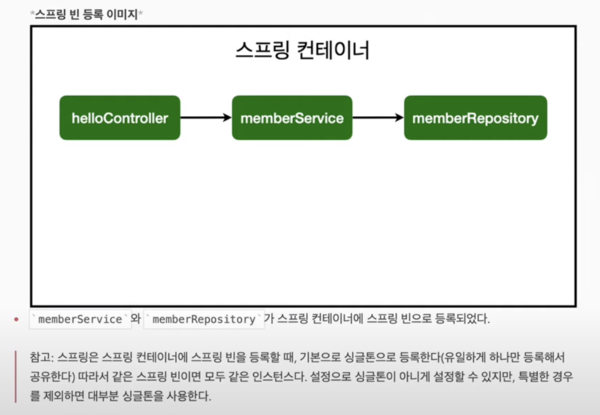 *스프링 빈 등록 이미지*
스프링 컨테이너
helloController memberService memberRepository
• `memberService`와 `memberRepository`가 스프링 컨테이너에 스프링 빈으로 등록되었다.
참고: 스프링은 스프링 컨테이너에 스프링 빈을 등록할 때, 기본으로 싱글톤으로 등록한다(유일하게 하나만 등록해서
공유한다) 따라서 같은 스프링 빈이면 모두 같은 인스턴스다. 설정으로 싱글톤이 아니게 설정할 수 있지만, 특별한 경우
를 제외하면 대부분 싱글톤을 사용한다.